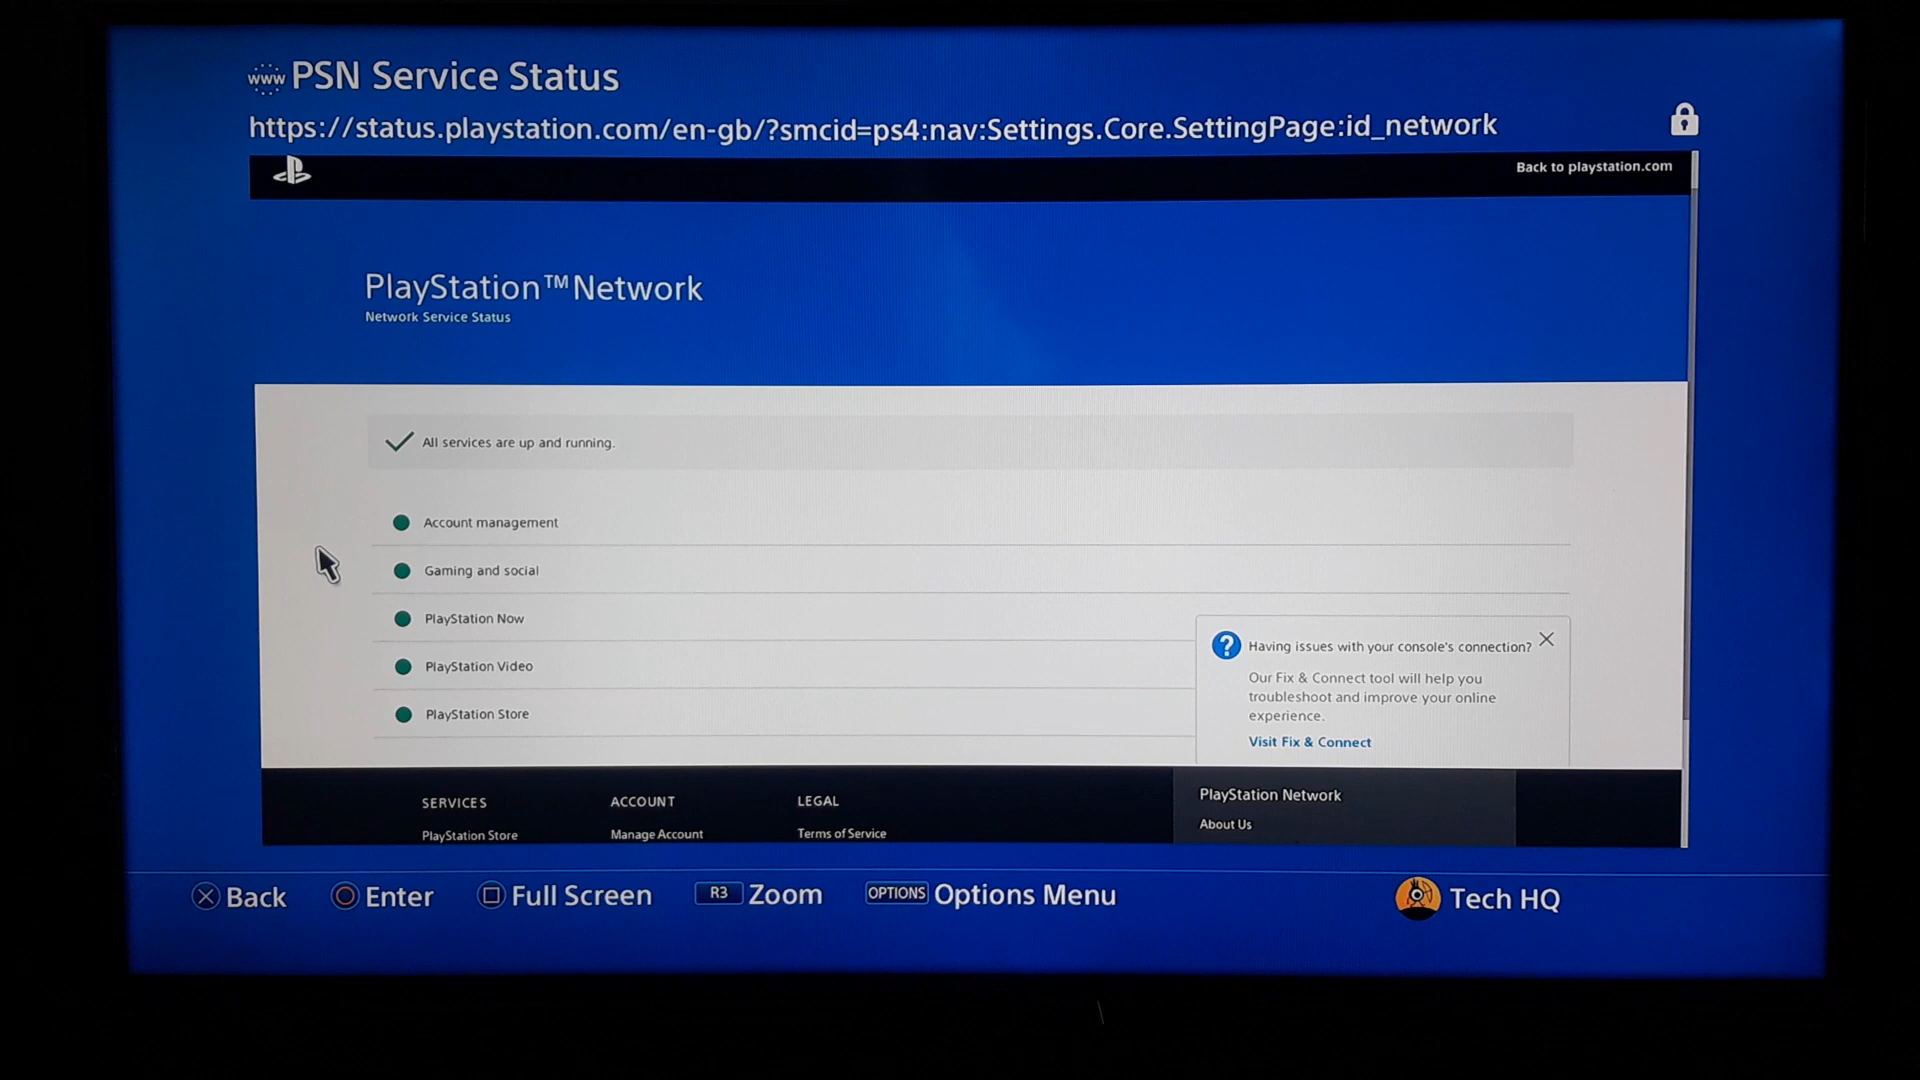 www PSN Service Status
https://status.playstation.com/en-gb/?smcid=ps4:nav:Settings.Core.SettingPage:id_network
Back to playstation.com
PlayStation™Network
Network Service Status
All services are up and running.
Account management
Gaming and social
PlayStation Now
PlayStation Video
PlayStation Store
? Having issues with your console's connection?
Our Fix & Connect tool will help you
troubleshoot and improve your online
experience.
Visit Fix & Connect
SERVICES ACCOUNT LEGAL PlayStation Network
PlayStation Store Manage Account Terms of Service About Us
Back Enter Full Screen R3 Zoom OPTIONS Options Menu Tech HQ